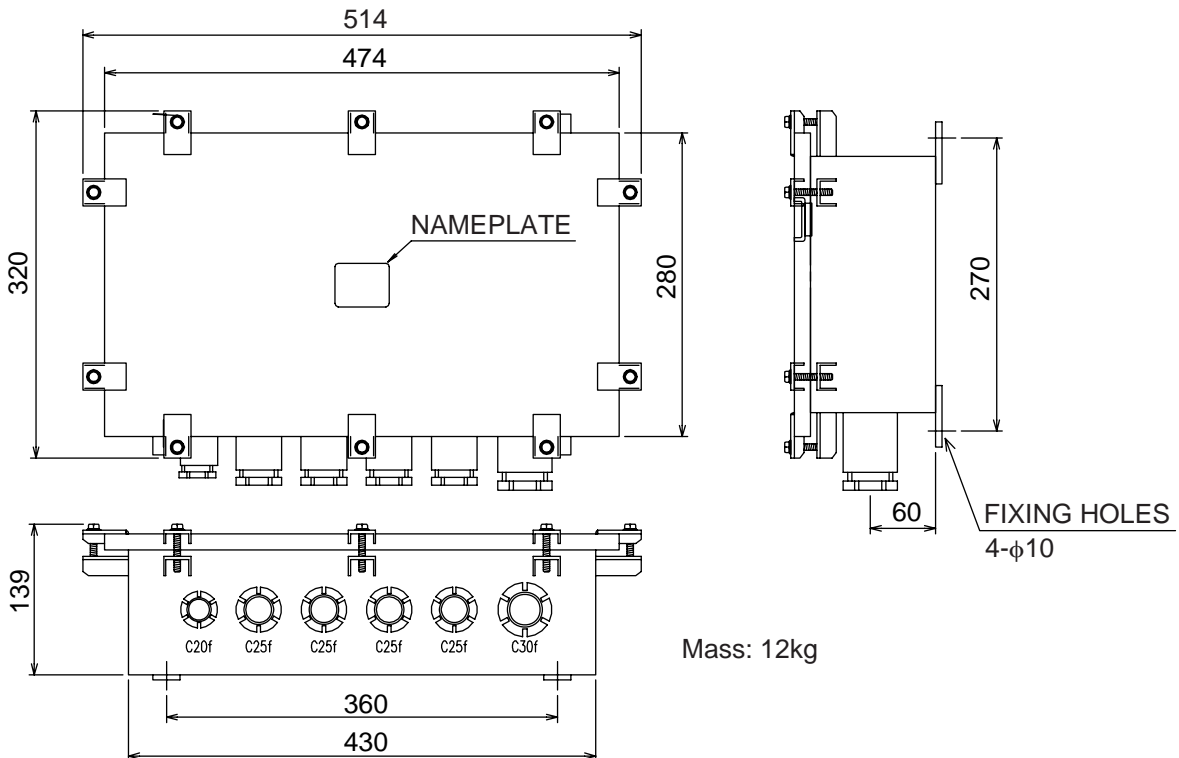 514
474
320
NAMEPLATE
280
270
60
FIXING HOLES
4-ϕ10
139
C20f
C25f
C25f
C25f
C25f
C30f
Mass: 12kg
360
430